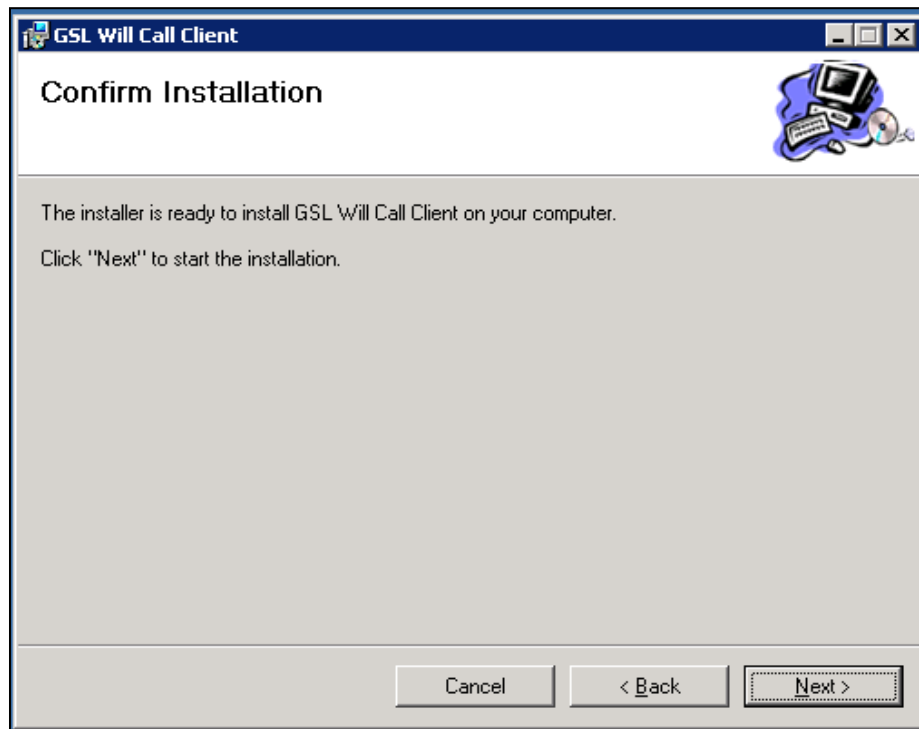 GSL Will Call Client
Confirm Installation
The installer is ready to install GSL Will Call Client on your computer.
Click "Next" to start the installation.
Cancel
< Back
Next >